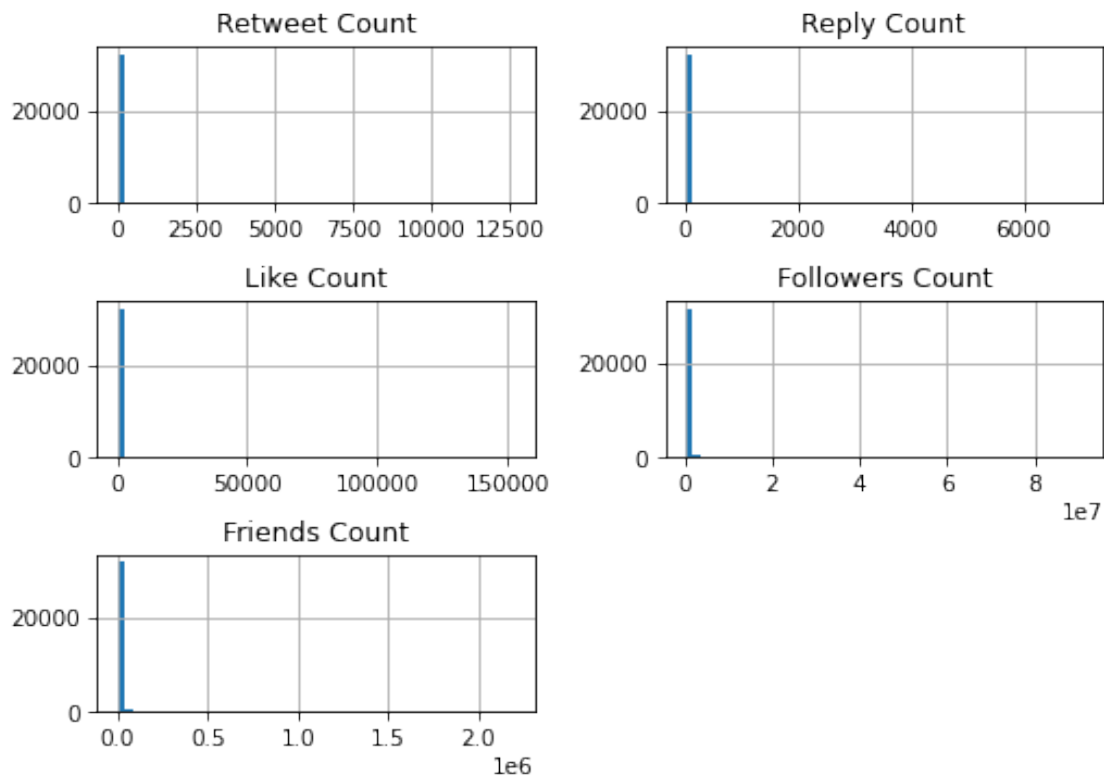 Retweet Count
20000
0
0 2500 5000 7500 10000 12500
Reply Count
20000
0
0 2000 4000 6000
Like Count
20000
0
0 50000 100000 150000
Followers Count
20000
0
0 2 4 6 8
1e7
Friends Count
20000
0
0.0 0.5 1.0 1.5 2.0
1e6